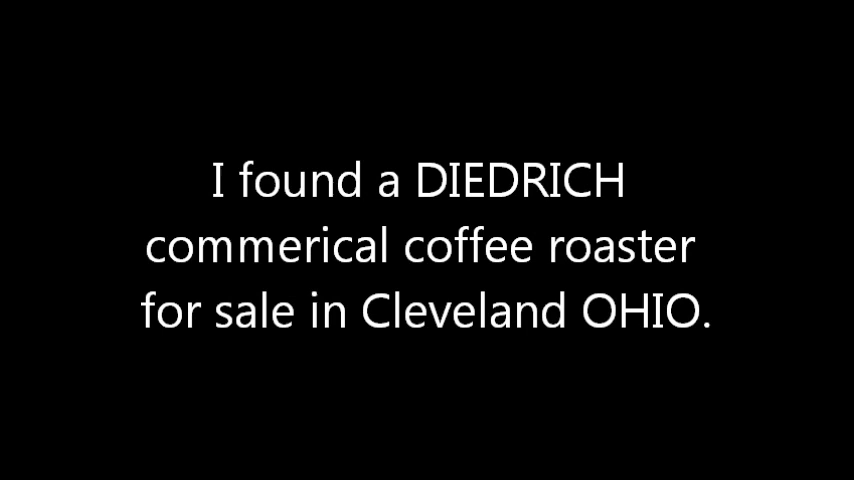 I found a DIEDRICH
commerical coffee roaster
for sale in Cleveland OHIO.